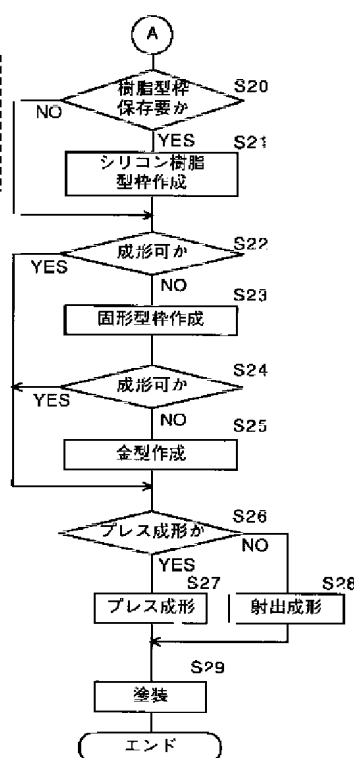 A
樹脂型枠
保存要か
S20
NO
YES
S21
シリコン樹脂
型枠作成
成形可か
S22
YES
NO
S23
固形型枠作成
成形可か
S24
YES
NO
S25
金型作成
プレス成形か
S26
NO
YES
S27
プレス成形
S28
射出成形
S29
塗装
エンド